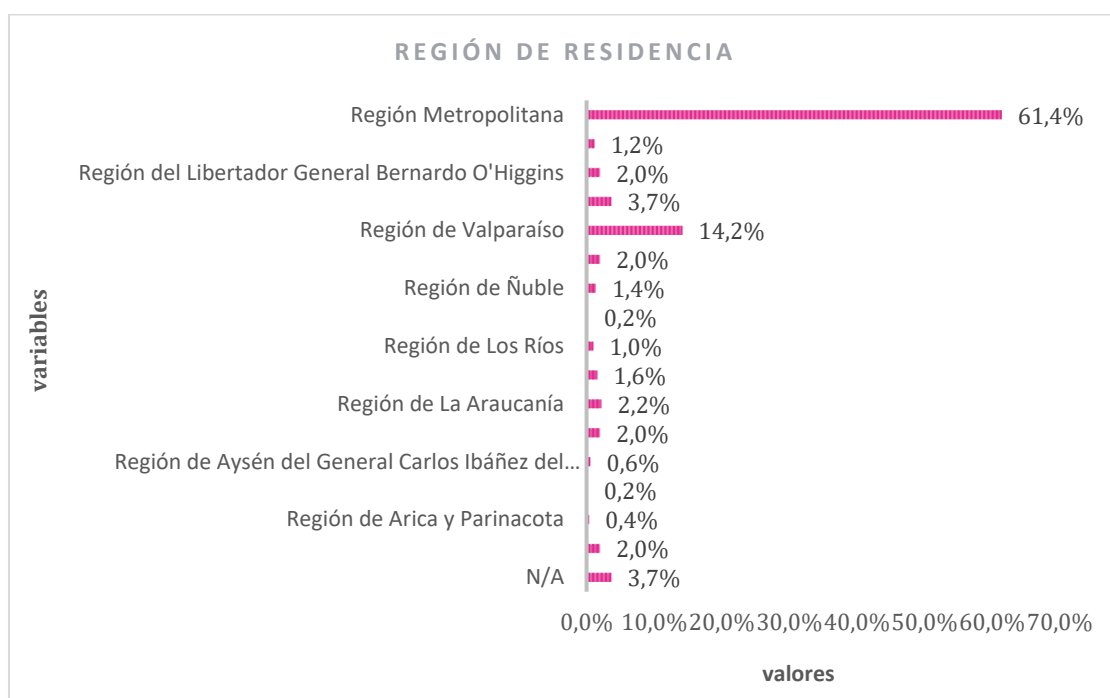 REGIÓN DE RESIDENCIA
Región Metropolitana 61,4%
1,2%
Región del Libertador General Bernardo O'Higgins 2,0%
3,7%
Región de Valparaíso 14,2%
2,0%
Región de Ñuble 1,4%
0,2%
Región de Los Ríos 1,0%
1,6%
Región de La Araucanía 2,2%
2,0%
Región de Aysén del General Carlos Ibáñez del... 0,6%
0,2%
Región de Arica y Parinacota 0,4%
2,0%
N/A 3,7%
0,0% 10,0% 20,0% 30,0% 40,0% 50,0% 60,0% 70,0%
valores
variables